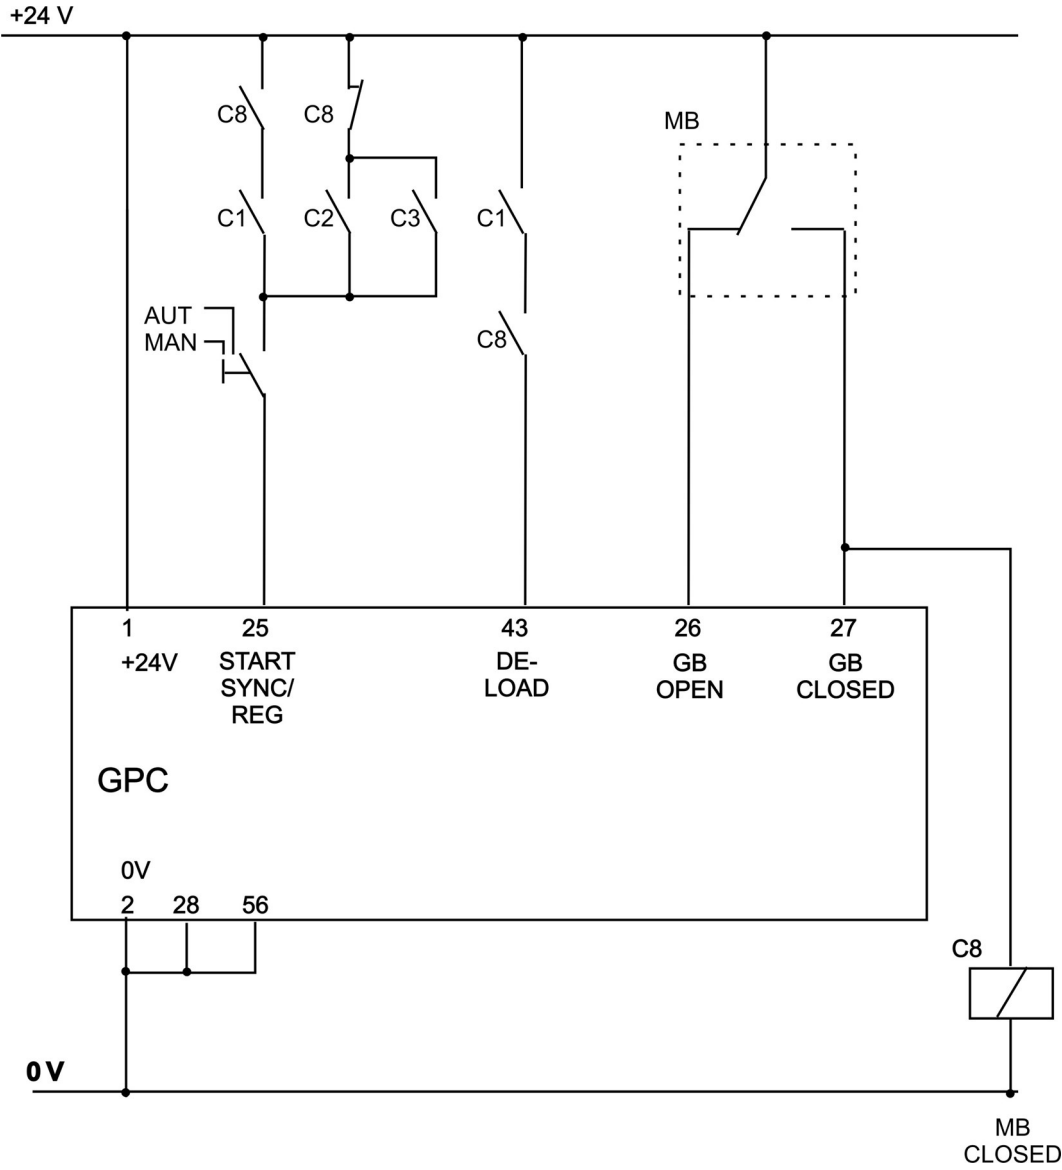 +24 V
C8
C8
MB
C1
C2
C3
C1
AUT
MAN
C8
1
25
43
26
27
+24V
START
SYNC/
REG
DE-
LOAD
GB
OPEN
GB
CLOSED
GPC
0V
2
28
56
C8
0 V
MB
CLOSED